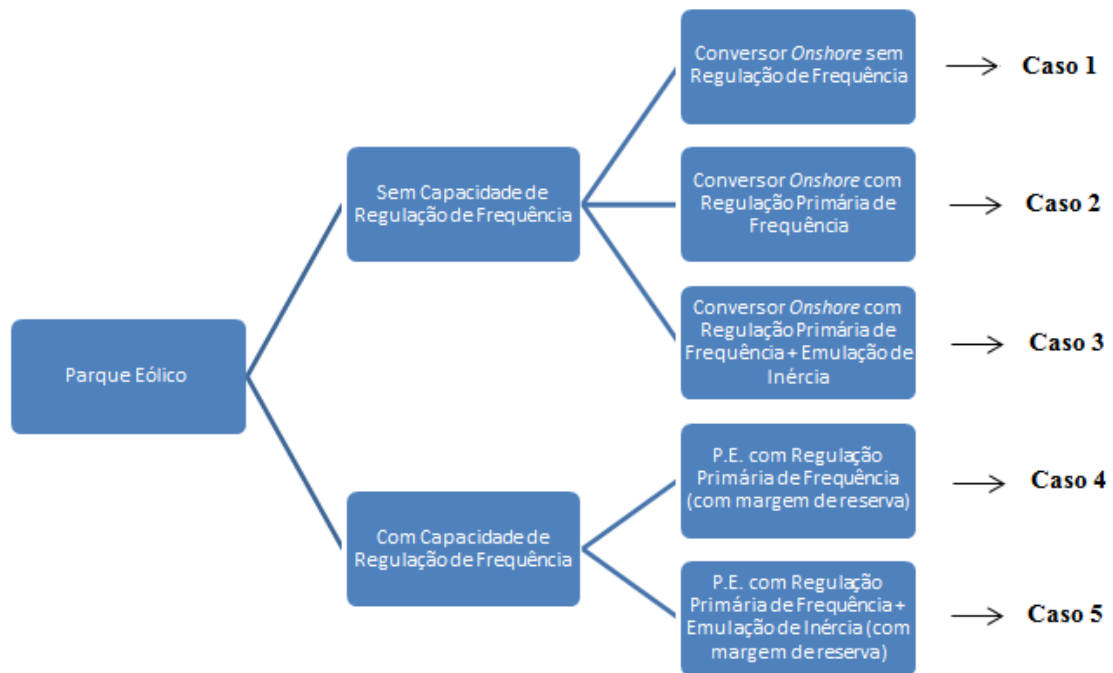 Conversor Onshore sem
Regulação de Frequência
Caso 1
Sem Capacidade de
Regulação de Frequência
Conversor Onshore com
Regulação Primária de
Frequência
Caso 2
Conversor Onshore com
Regulação Primária de
Frequência + Emulação de
Inércia
Caso 3
Parque Eólico
P.E. com Regulação
Primária de Frequência
(com margem de reserva)
Caso 4
Com Capacidade de
Regulação de Frequência
P.E. com Regulação
Primária de Frequência +
Emulação de Inércia (com
margem de reserva)
Caso 5